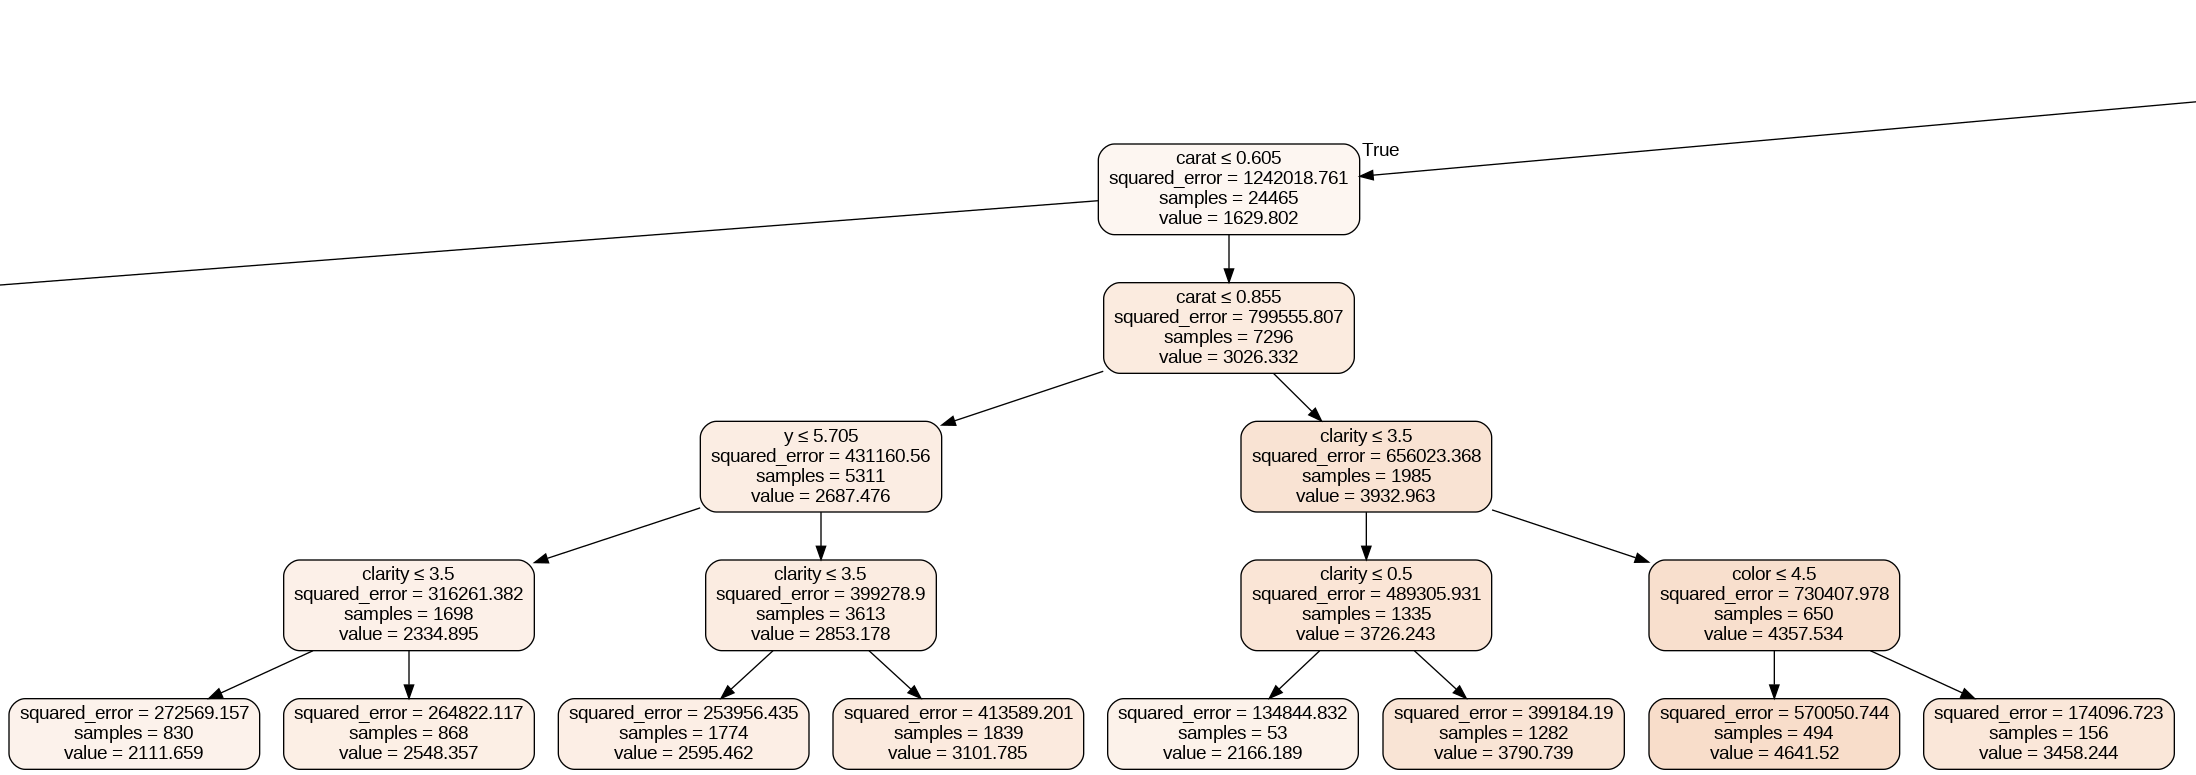 True
carat ≤ 0.605
squared_error = 1242018.761
samples = 24465
value = 1629.802
carat ≤ 0.855
squared_error = 799555.807
samples = 7296
value = 3026.332
y ≤ 5.705
squared_error = 431160.56
samples = 5311
value = 2687.476
clarity ≤ 3.5
squared_error = 656023.368
samples = 1985
value = 3932.963
clarity ≤ 3.5
squared_error = 316261.382
samples = 1698
value = 2334.895
clarity ≤ 3.5
squared_error = 399278.9
samples = 3613
value = 2853.178
clarity ≤ 0.5
squared_error = 489305.931
samples = 1335
value = 3726.243
color ≤ 4.5
squared_error = 730407.978
samples = 650
value = 4357.534
squared_error = 272569.157
samples = 830
value = 2111.659
squared_error = 264822.117
samples = 868
value = 2548.357
squared_error = 253956.435
samples = 1774
value = 2595.462
squared_error = 413589.201
samples = 1839
value = 3101.785
squared_error = 134844.832
samples = 53
value = 2166.189
squared_error = 399184.19
samples = 1282
value = 3790.739
squared_error = 570050.744
samples = 494
value = 4641.52
squared_error = 174096.723
samples = 156
value = 3458.244